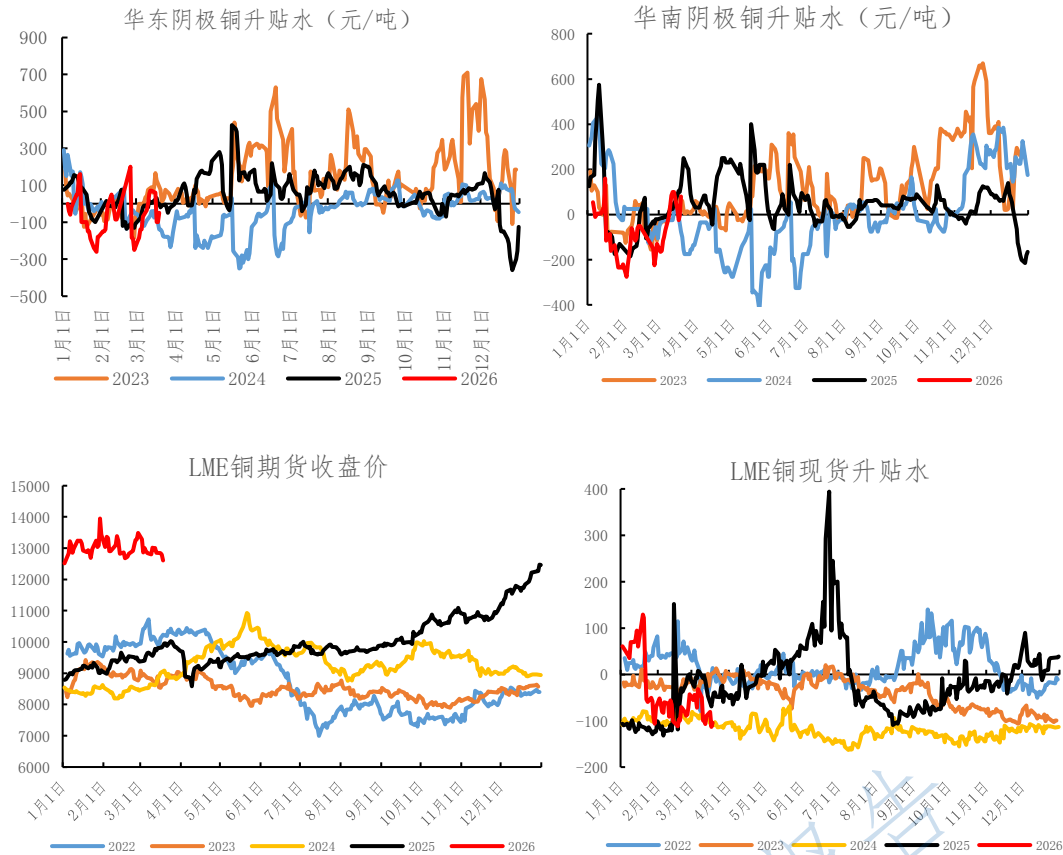 华东阴极铜升贴水（元/吨）
900
700
500
300
100
-100
-300
-500
1月1日
2月1日
3月1日
4月1日
5月1日
6月1日
7月1日
8月1日
9月1日
10月1日
11月1日
12月1日
2023 2024 2025 2026
华南阴极铜升贴水（元/吨）
800
600
400
200
0
-200
-400
1月1日
2月1日
3月1日
4月1日
5月1日
6月1日
7月1日
8月1日
9月1日
10月1日
11月1日
12月1日
2023 2024 2025 2026
LME铜期货收盘价
15000
14000
13000
12000
11000
10000
9000
8000
7000
6000
1月1日
2月1日
3月1日
4月1日
5月1日
6月1日
7月1日
8月1日
9月1日
10月1日
11月1日
12月1日
2022 2023 2024 2025 2026
LME铜现货升贴水
400
300
200
100
0
-100
-200
1月1日
2月1日
3月1日
4月1日
5月1日
6月1日
7月1日
8月1日
9月1日
10月1日
11月1日
12月1日
2022 2023 2024 2025 2026
告